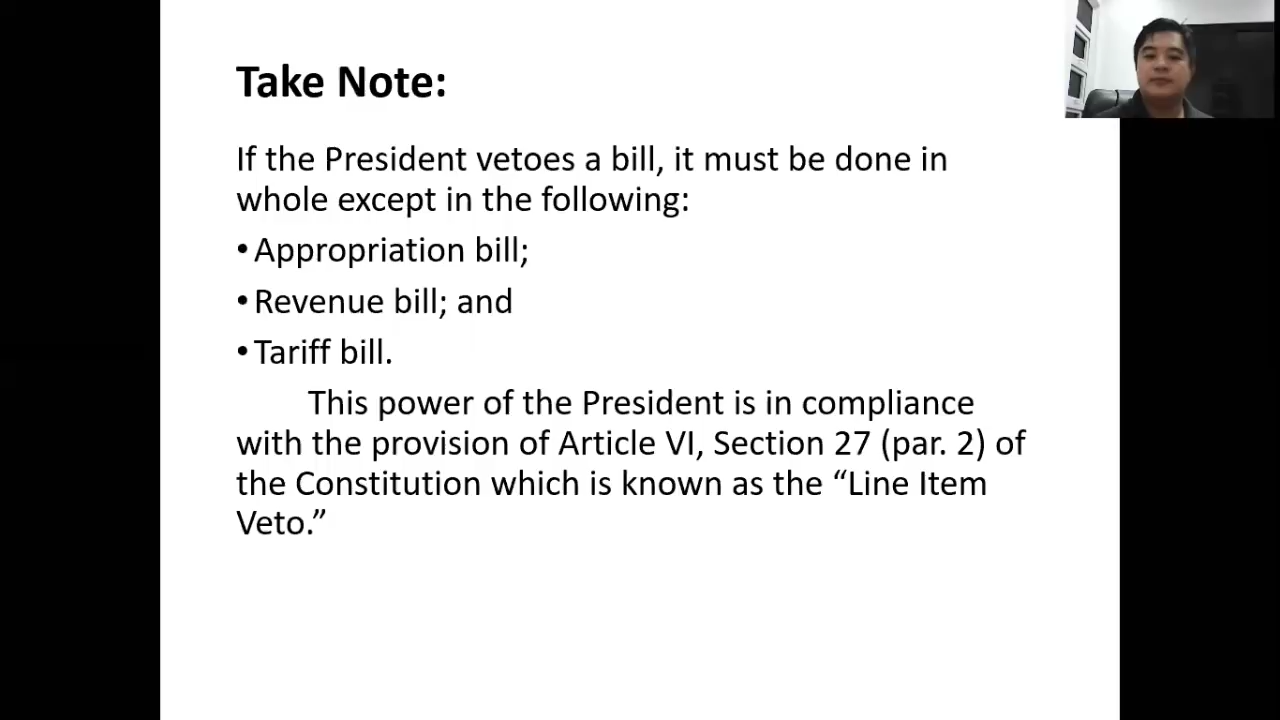 Take Note:
If the President vetoes a bill, it must be done in
whole except in the following:
•Appropriation bill;
•Revenue bill; and
•Tariff bill.
This power of the President is in compliance
with the provision of Article VI, Section 27 (par. 2) of
the Constitution which is known as the “Line Item
Veto.”